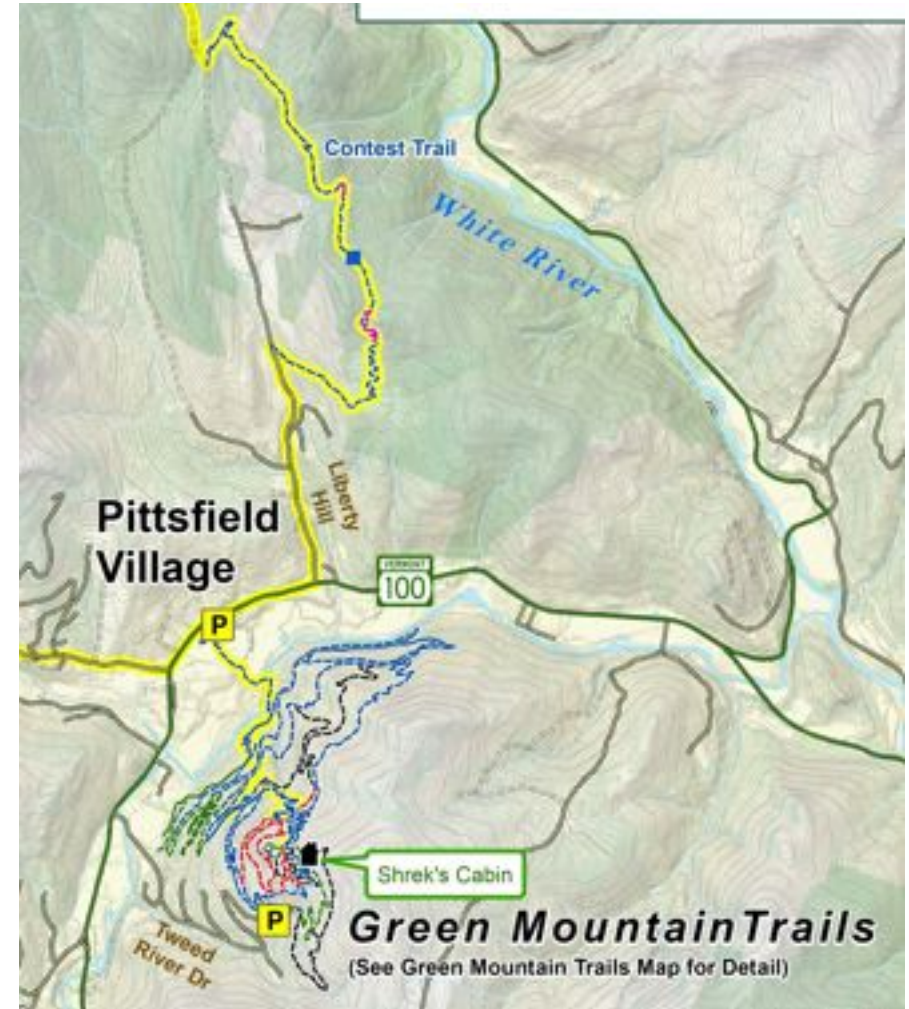 Contest Trail
White River
Liberty
Hill
Pittsfield
Village
VERMONT
100
P
Shrek's Cabin
P
Green MountainTrails
(See Green Mountain Trails Map for Detail)
Tweed
River Dr